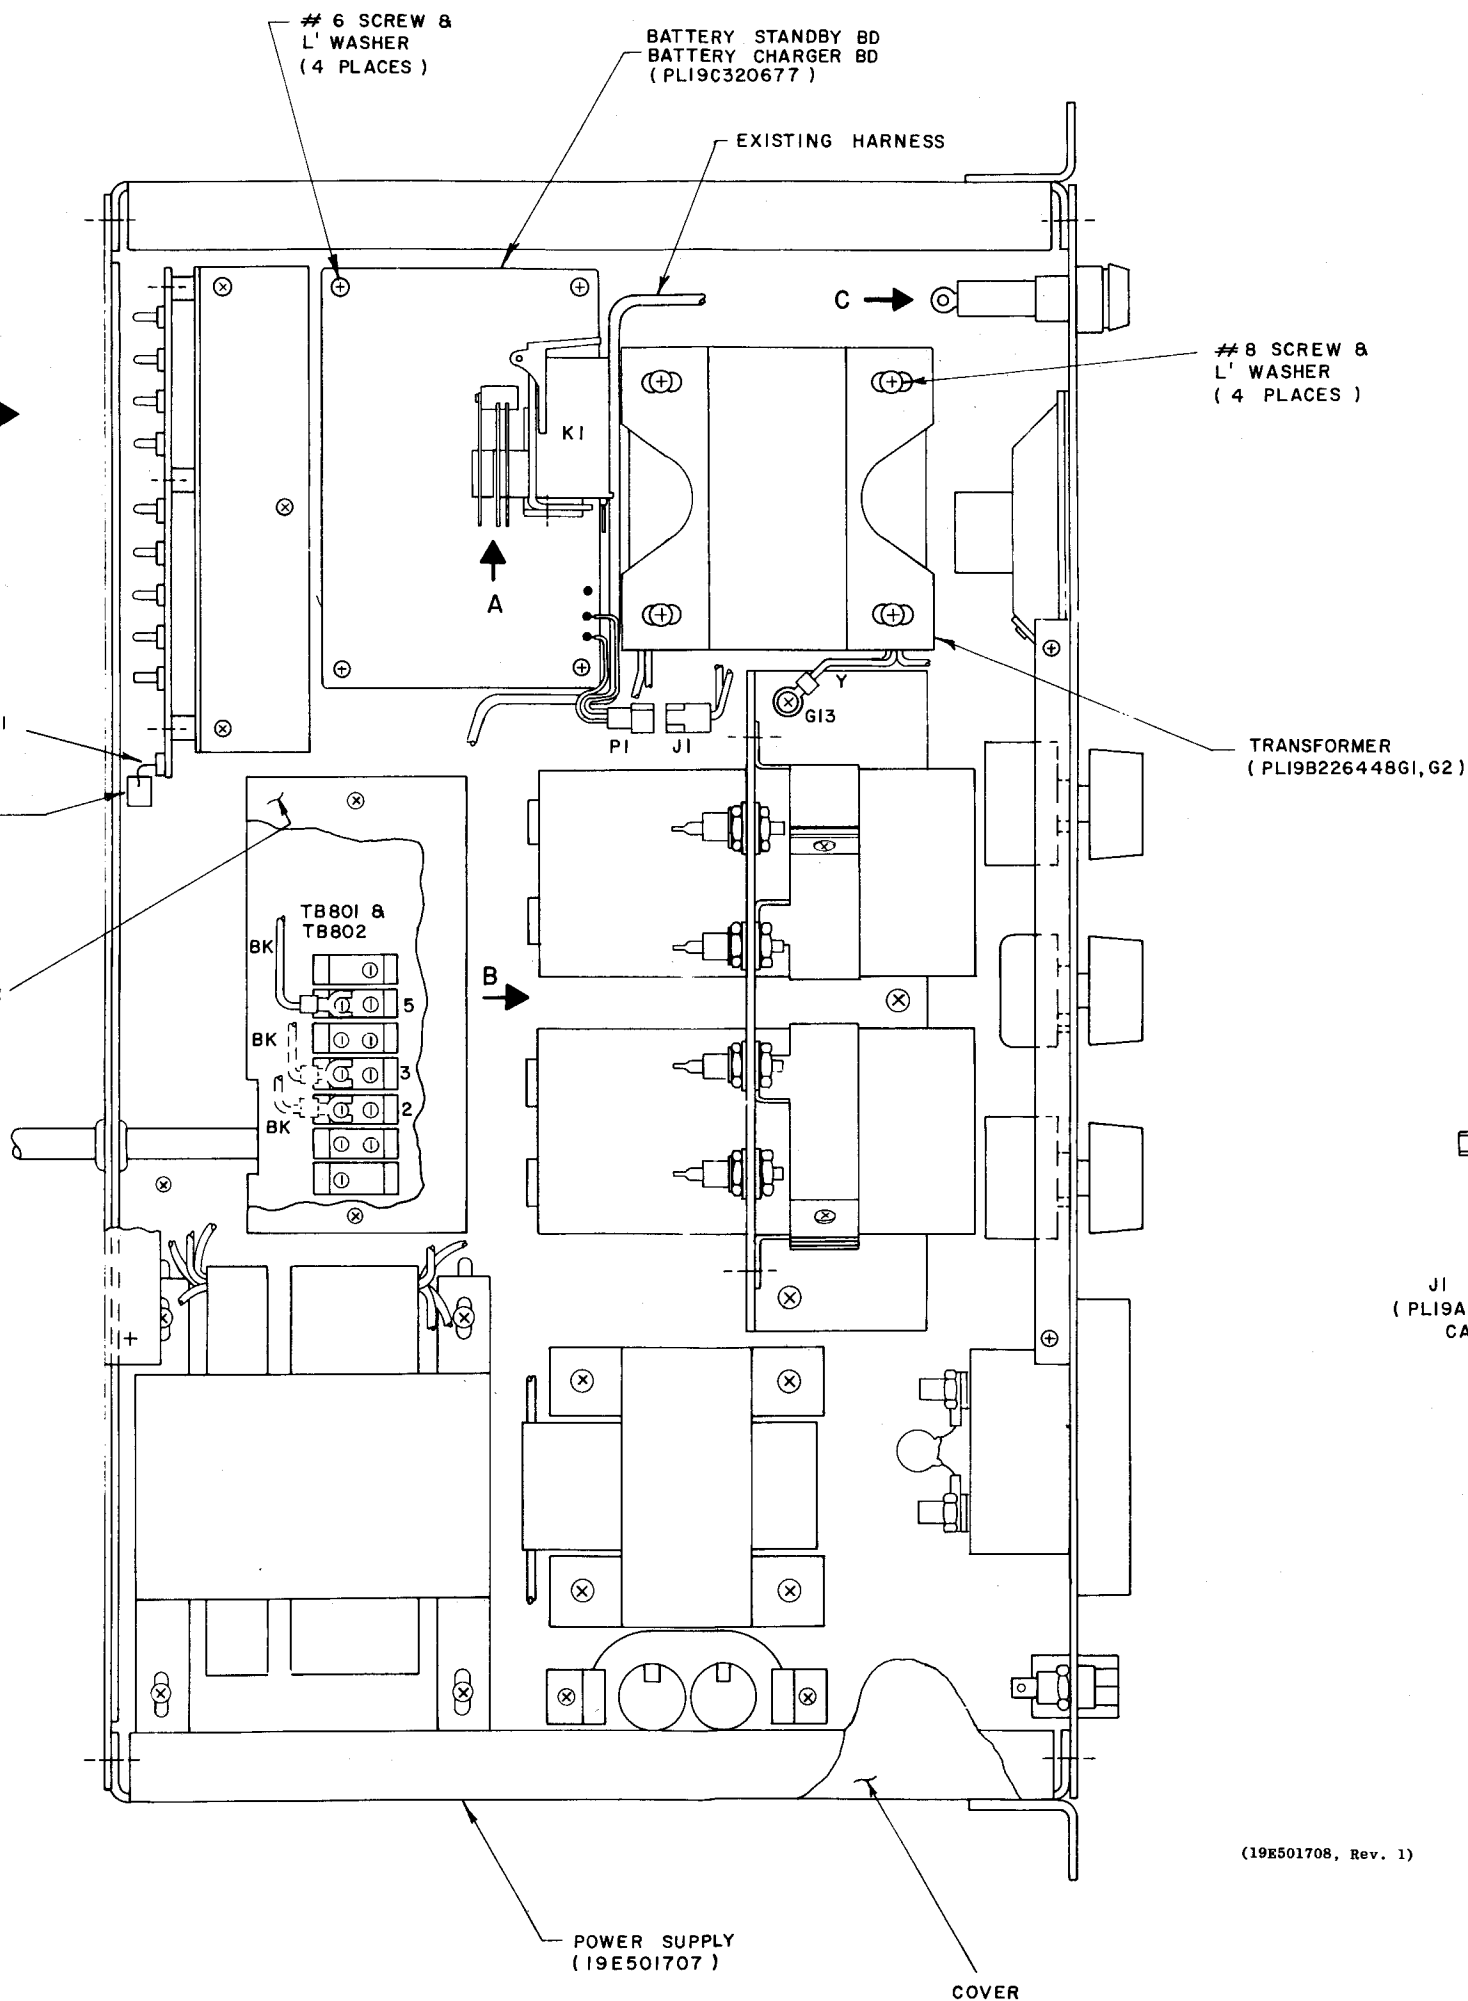 # 6 SCREW &
L' WASHER
( 4 PLACES )
BATTERY STANDBY BD
BATTERY CHARGER BD
( PL19C320677 )
EXISTING HARNESS
C
# 8 SCREW &
L' WASHER
( 4 PLACES )
K1
A
Y
G13
P1
J1
TRANSFORMER
( PL19B226448G1, G2 )
TB801 &
TB802
BK
5
B
BK
3
2
BK
J1
( PL19A
CA
(19E501708, Rev. 1)
POWER SUPPLY
( 19E501707 )
COVER